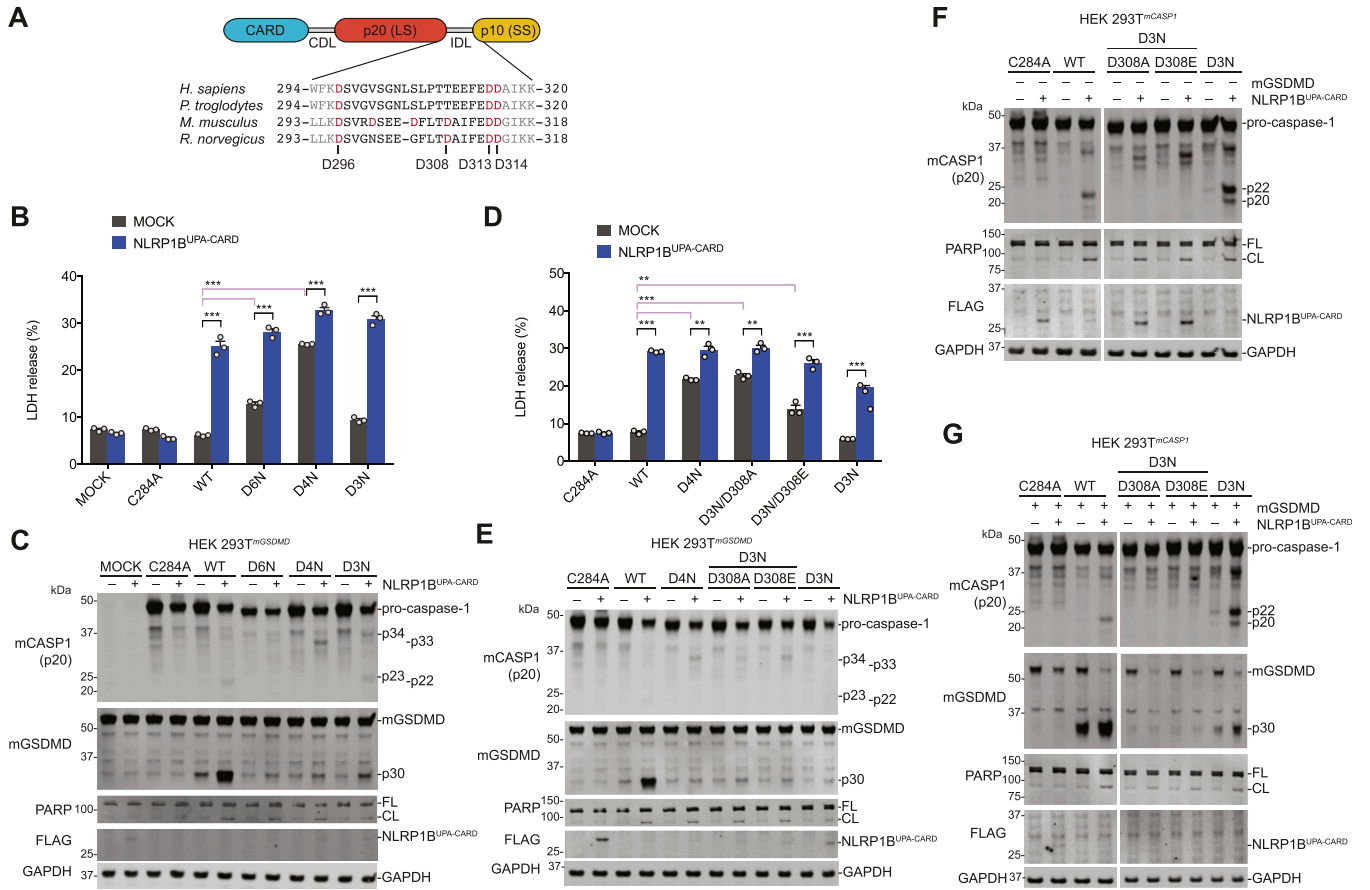 A
CARD
p20 (LS)
p10 (SS)
CDL
IDL
H. sapiens 294–WFKDSVGVSGNLSLPTTEEFEDDAIKK–320
P. troglodytes 294–WFKDSVGVSGNLSLPTTEEFEDDAIKK–320
M. musculus 293–LLKDSVRDSEE–DFLTDAIFEDDGIKK–318
R. norvegicus 293–LLKDSVGNSEE–GFLTDAIFEDDGIKK–318
D296 D308 D313 D314
B
MOCK
NLRP1BUPA-CARD
LDH release (%)
40
30
20
10
0
*** *** *** *** ***
MOCK C284A WT D6N D4N D3N
C
HEK 293TmGSDMD
MOCK C284A WT D6N D4N D3N
– + – + – + – + – + – + NLRP1BUPA-CARD
kDa
50 pro-caspase-1
37 p34 p33
mCASP1 (p20)
25 p23 p22
20
mGSDMD
50
mGSDMD
37
p30
PARP 100 FL
CL
FLAG NLRP1BUPA-CARD
25
GAPDH 37 GAPDH
D
MOCK
NLRP1BUPA-CARD
LDH release (%)
50
40
30
20
10
0
**
***
*** ** ** *** ***
C284A WT D4N D3N/D308A D3N/D308E D3N
E
HEK 293TmGSDMD
D3N
C284A WT D4N D308A D308E D3N
– + – + – + – + – + – + NLRP1BUPA-CARD
kDa
50 pro-caspase-1
37
mCASP1 (p20) p34 p33
25 p23 p22
20
mGSDMD
50
mGSDMD
37
p30
150
PARP FL
100 CL
FLAG NLRP1BUPA-CARD
25
GAPDH 37 GAPDH
F
HEK 293TmCASP1
D3N
C284A WT D308A D308E D3N
mGSDMD
– + – + – + – + – + NLRP1BUPA-CARD
kDa
50 pro-caspase-1
37
mCASP1 (p20)
25 p22
20 p20
150
PARP FL
100 CL
75
37
FLAG
NLRP1BUPA-CARD
25
GAPDH 37 GAPDH
G
HEK 293TmCASP1
D3N
C284A WT D308A D308E D3N
+ + + + + + + + + + mGSDMD
– + – + – + – + – + NLRP1BUPA-CARD
kDa
50 pro-caspase-1
37
mCASP1 (p20)
25 p22
20 p20
mGSDMD
50
mGSDMD
37
p30
150
PARP FL
100
75 CL
37
FLAG
NLRP1BUPA-CARD
25
GAPDH 37 GAPDH